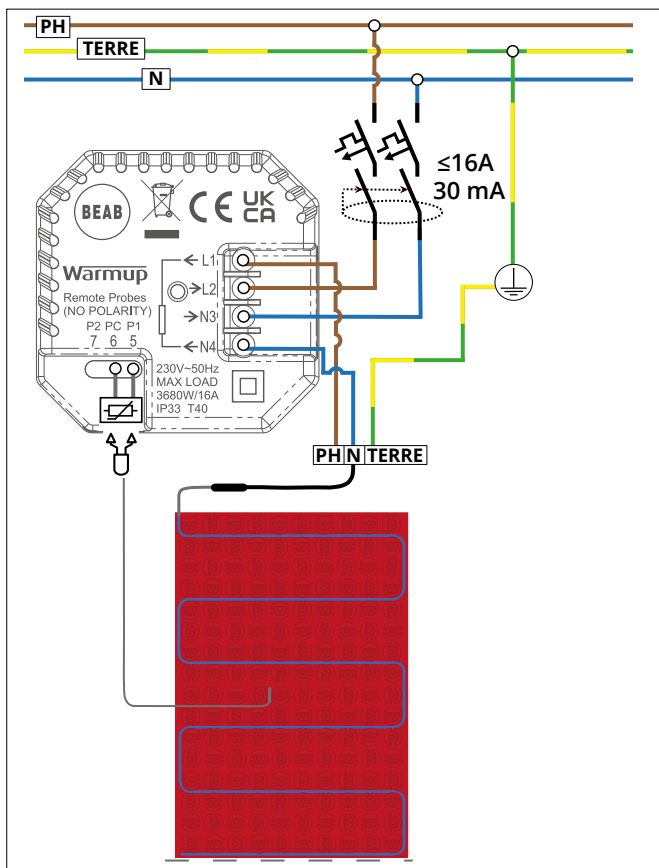 PH
TERRE
N
≤16A
30 mA
BEAB
CE
UK
CA
Warmup
Remote Probes
(NO POLARITY)
P2 PC P1
7 6 5
L1
L2
N3
N4
230V~50Hz
MAX LOAD
3680W/16A
IP33 T40
PH N TERRE